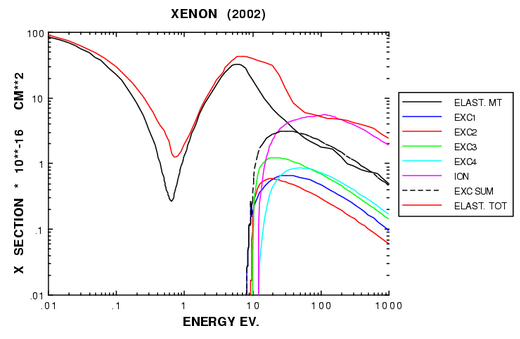 XENON (2002)
X SECTION * 10**-16 CM**2
100
10
1
.1
.01
.01 .1 1 10 100 1000
ENERGY EV.
ELAST. MT
EXC1
EXC2
EXC3
EXC4
ION
EXC SUM
ELAST. TOT